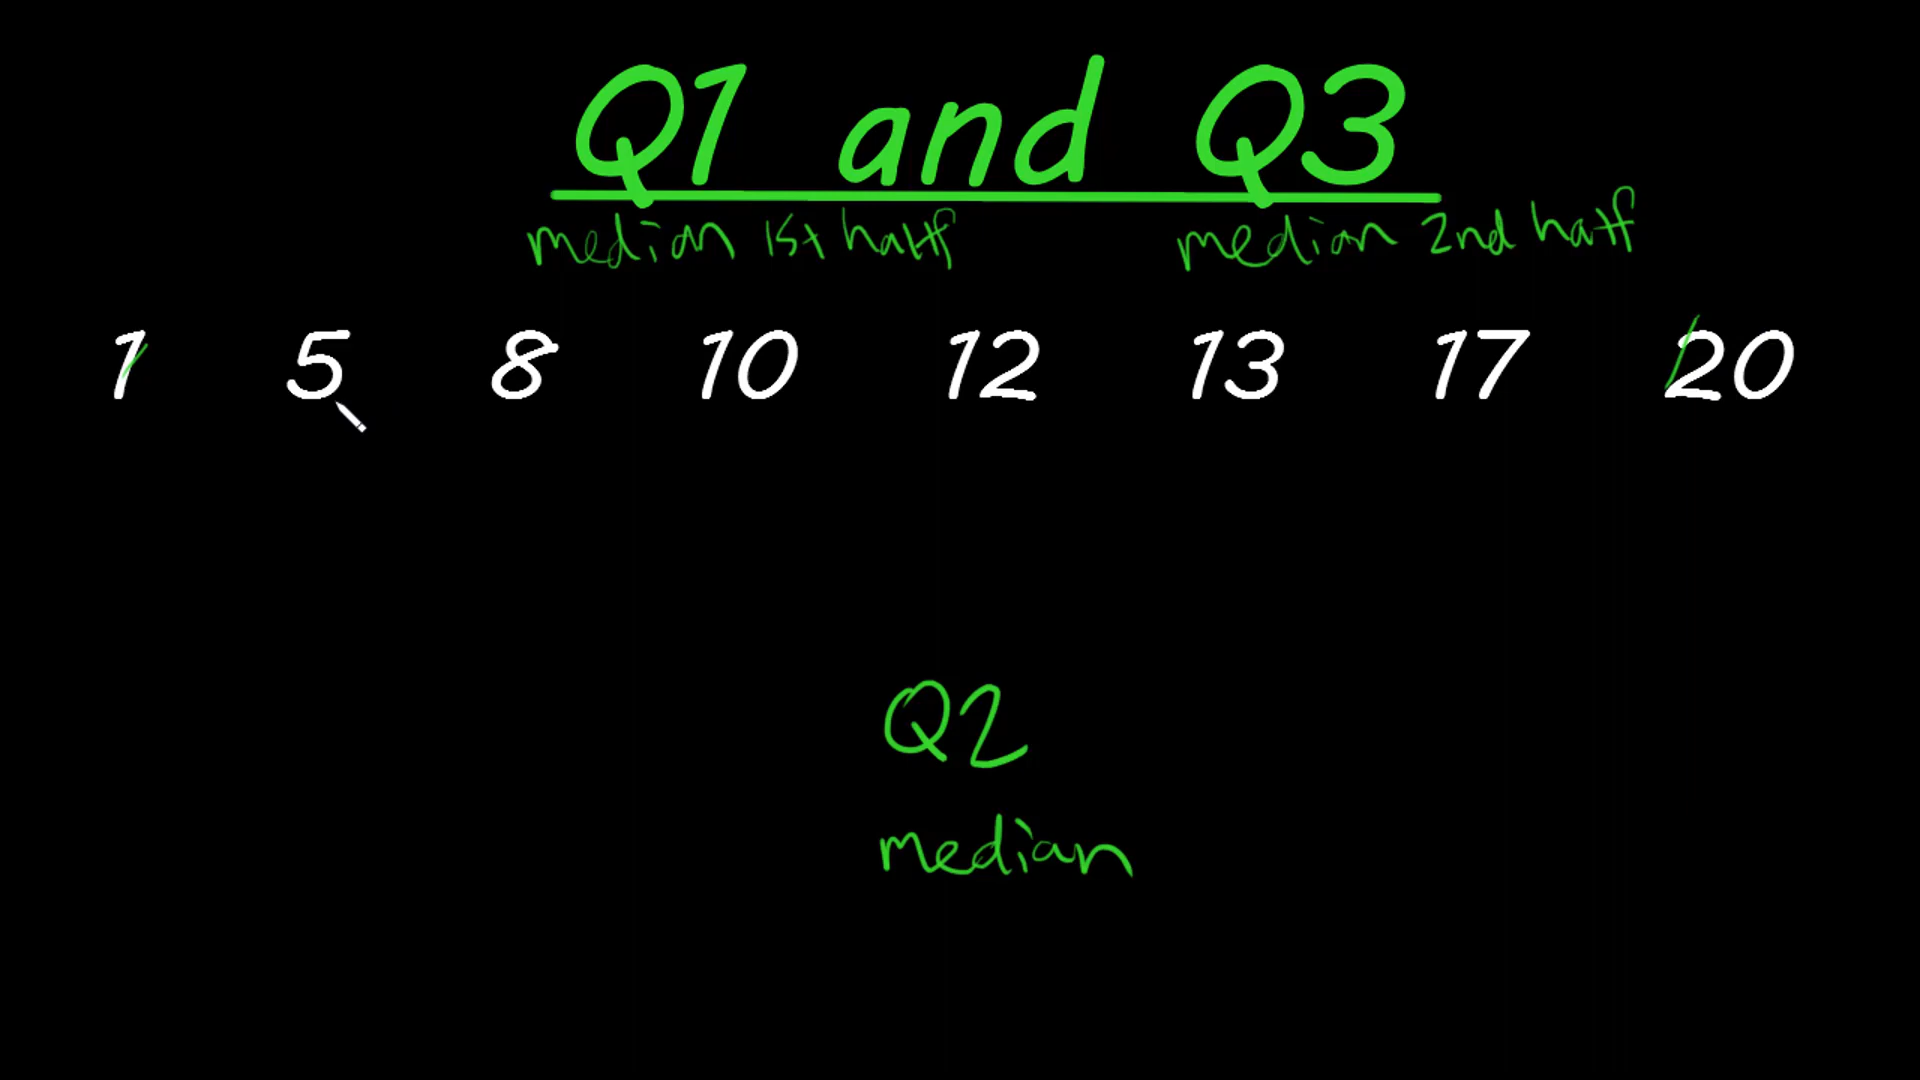 Q1 and Q3
median 1st half median 2nd half
1 5 8 10 12 13 17 20
Q2
median